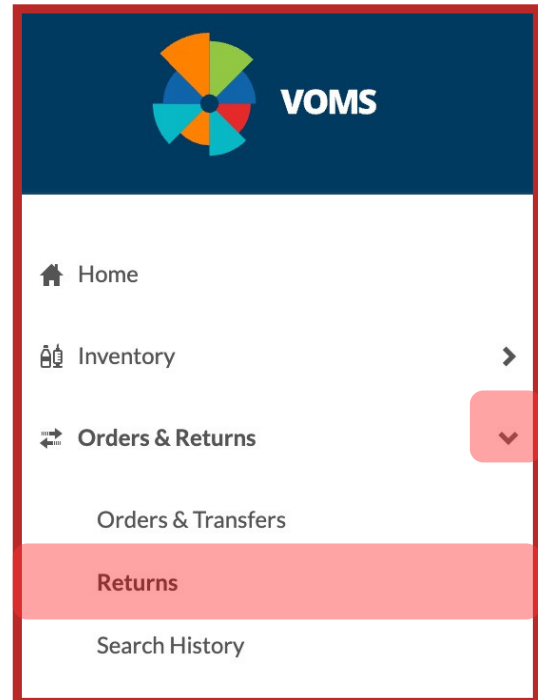 VOMS
Home
Inventory
Orders & Returns
Orders & Transfers
Returns
Search History